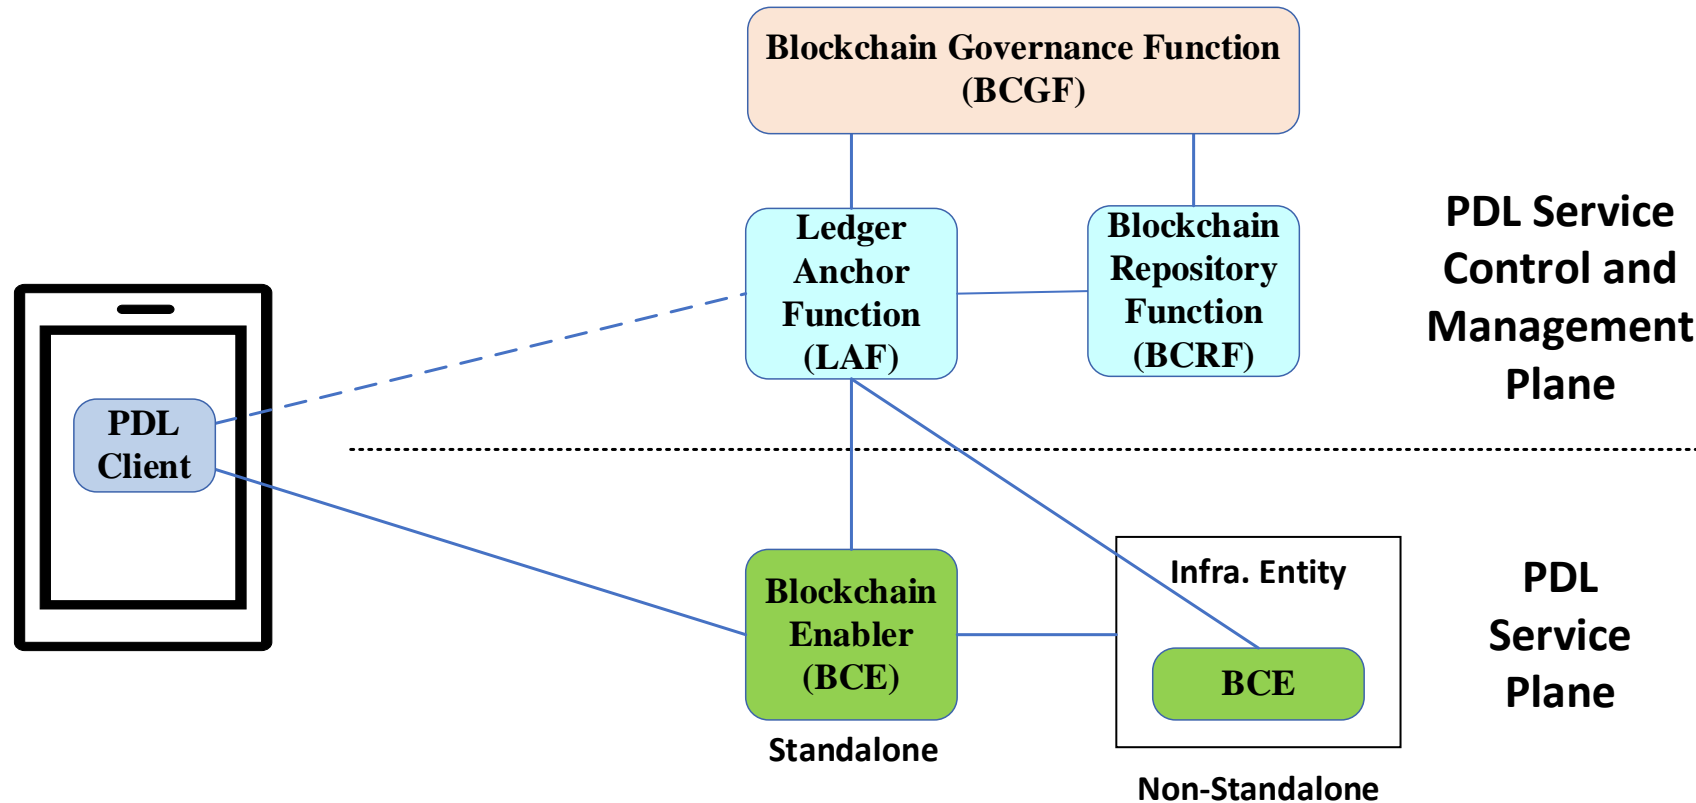 Blockchain Governance Function
(BCGF)
Ledger
Anchor
Function
(LAF)
Blockchain
Repository
Function
(BCRF)
PDL Service
Control and
Management
Plane
PDL
Client
Blockchain
Enabler
(BCE)
Standalone
Infra. Entity
BCE
Non-Standalone
PDL
Service
Plane